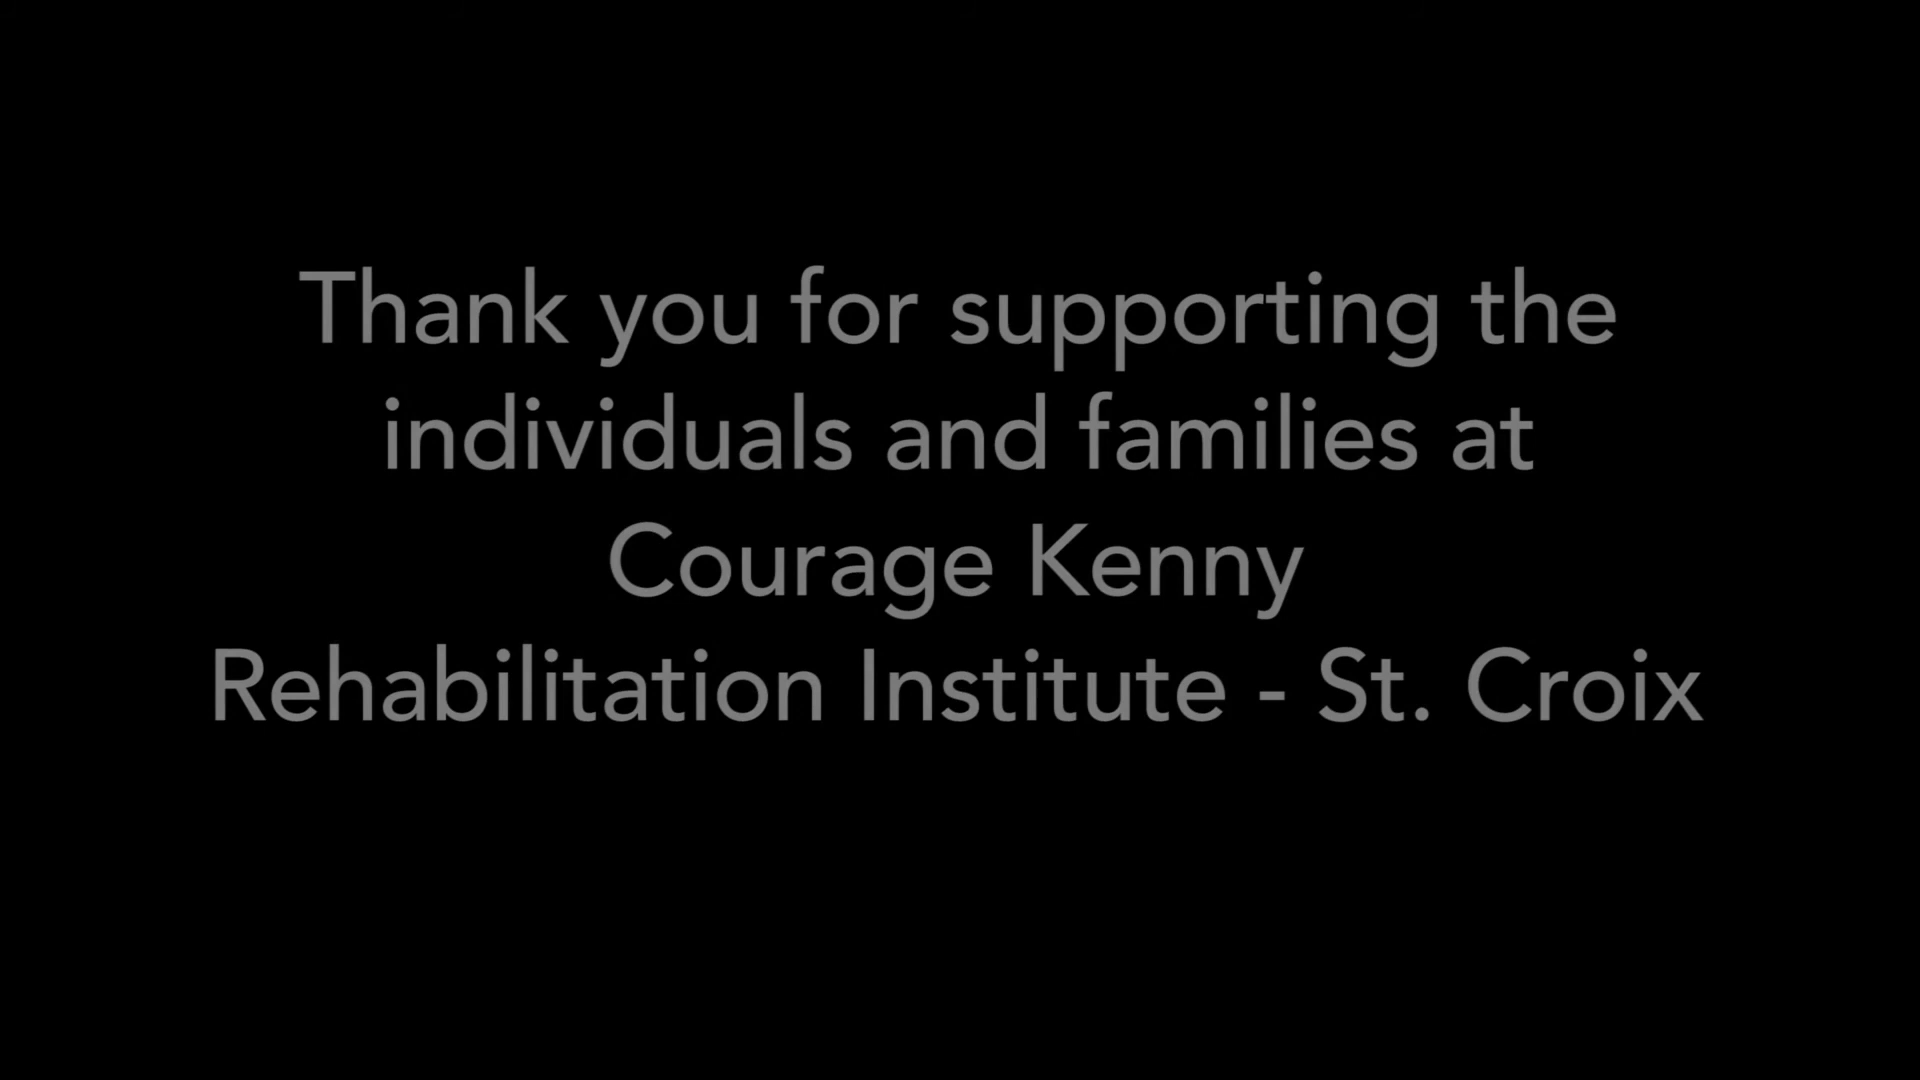 Thank you for supporting the
individuals and families at
Courage Kenny
Rehabilitation Institute - St. Croix